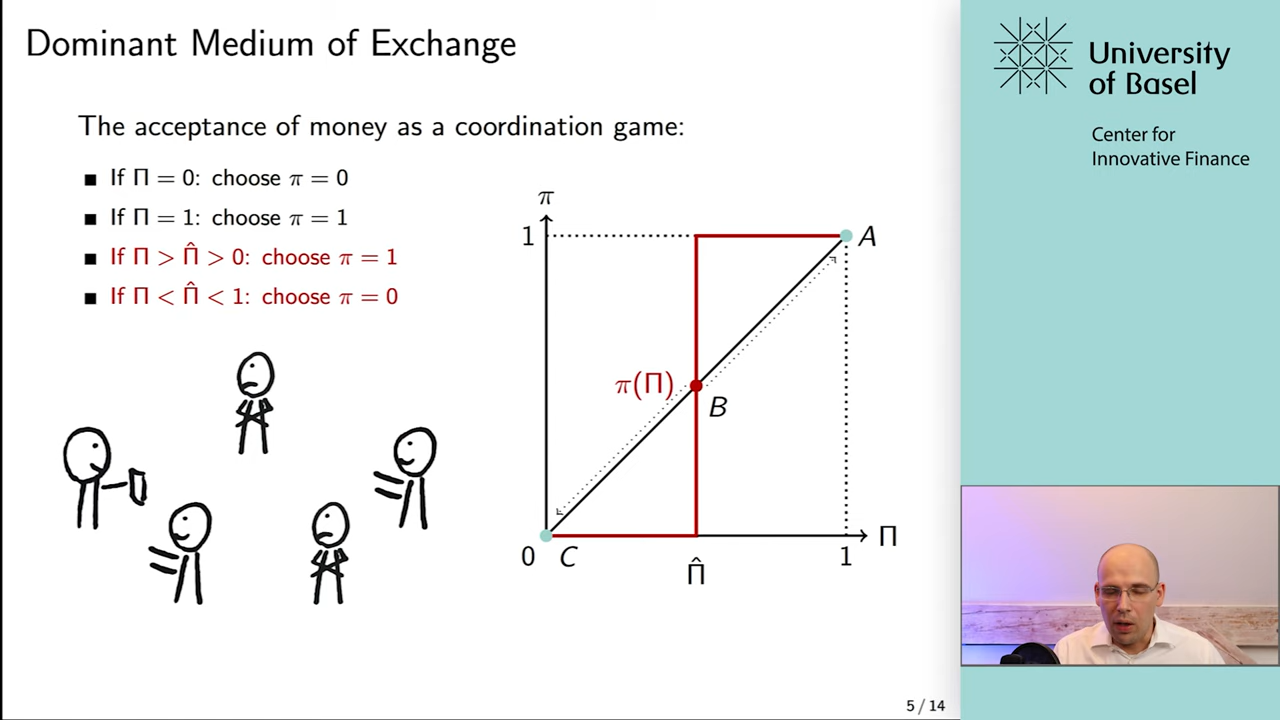 Dominant Medium of Exchange
University
of Basel
Center for
Innovative Finance
The acceptance of money as a coordination game:
If Π = 0: choose π = 0
If Π = 1: choose π = 1
If Π > Π̂ > 0: choose π = 1
If Π < Π̂ < 1: choose π = 0
π
1
A
π(Π)
B
0
C
Π̂
1
Π
5 / 14